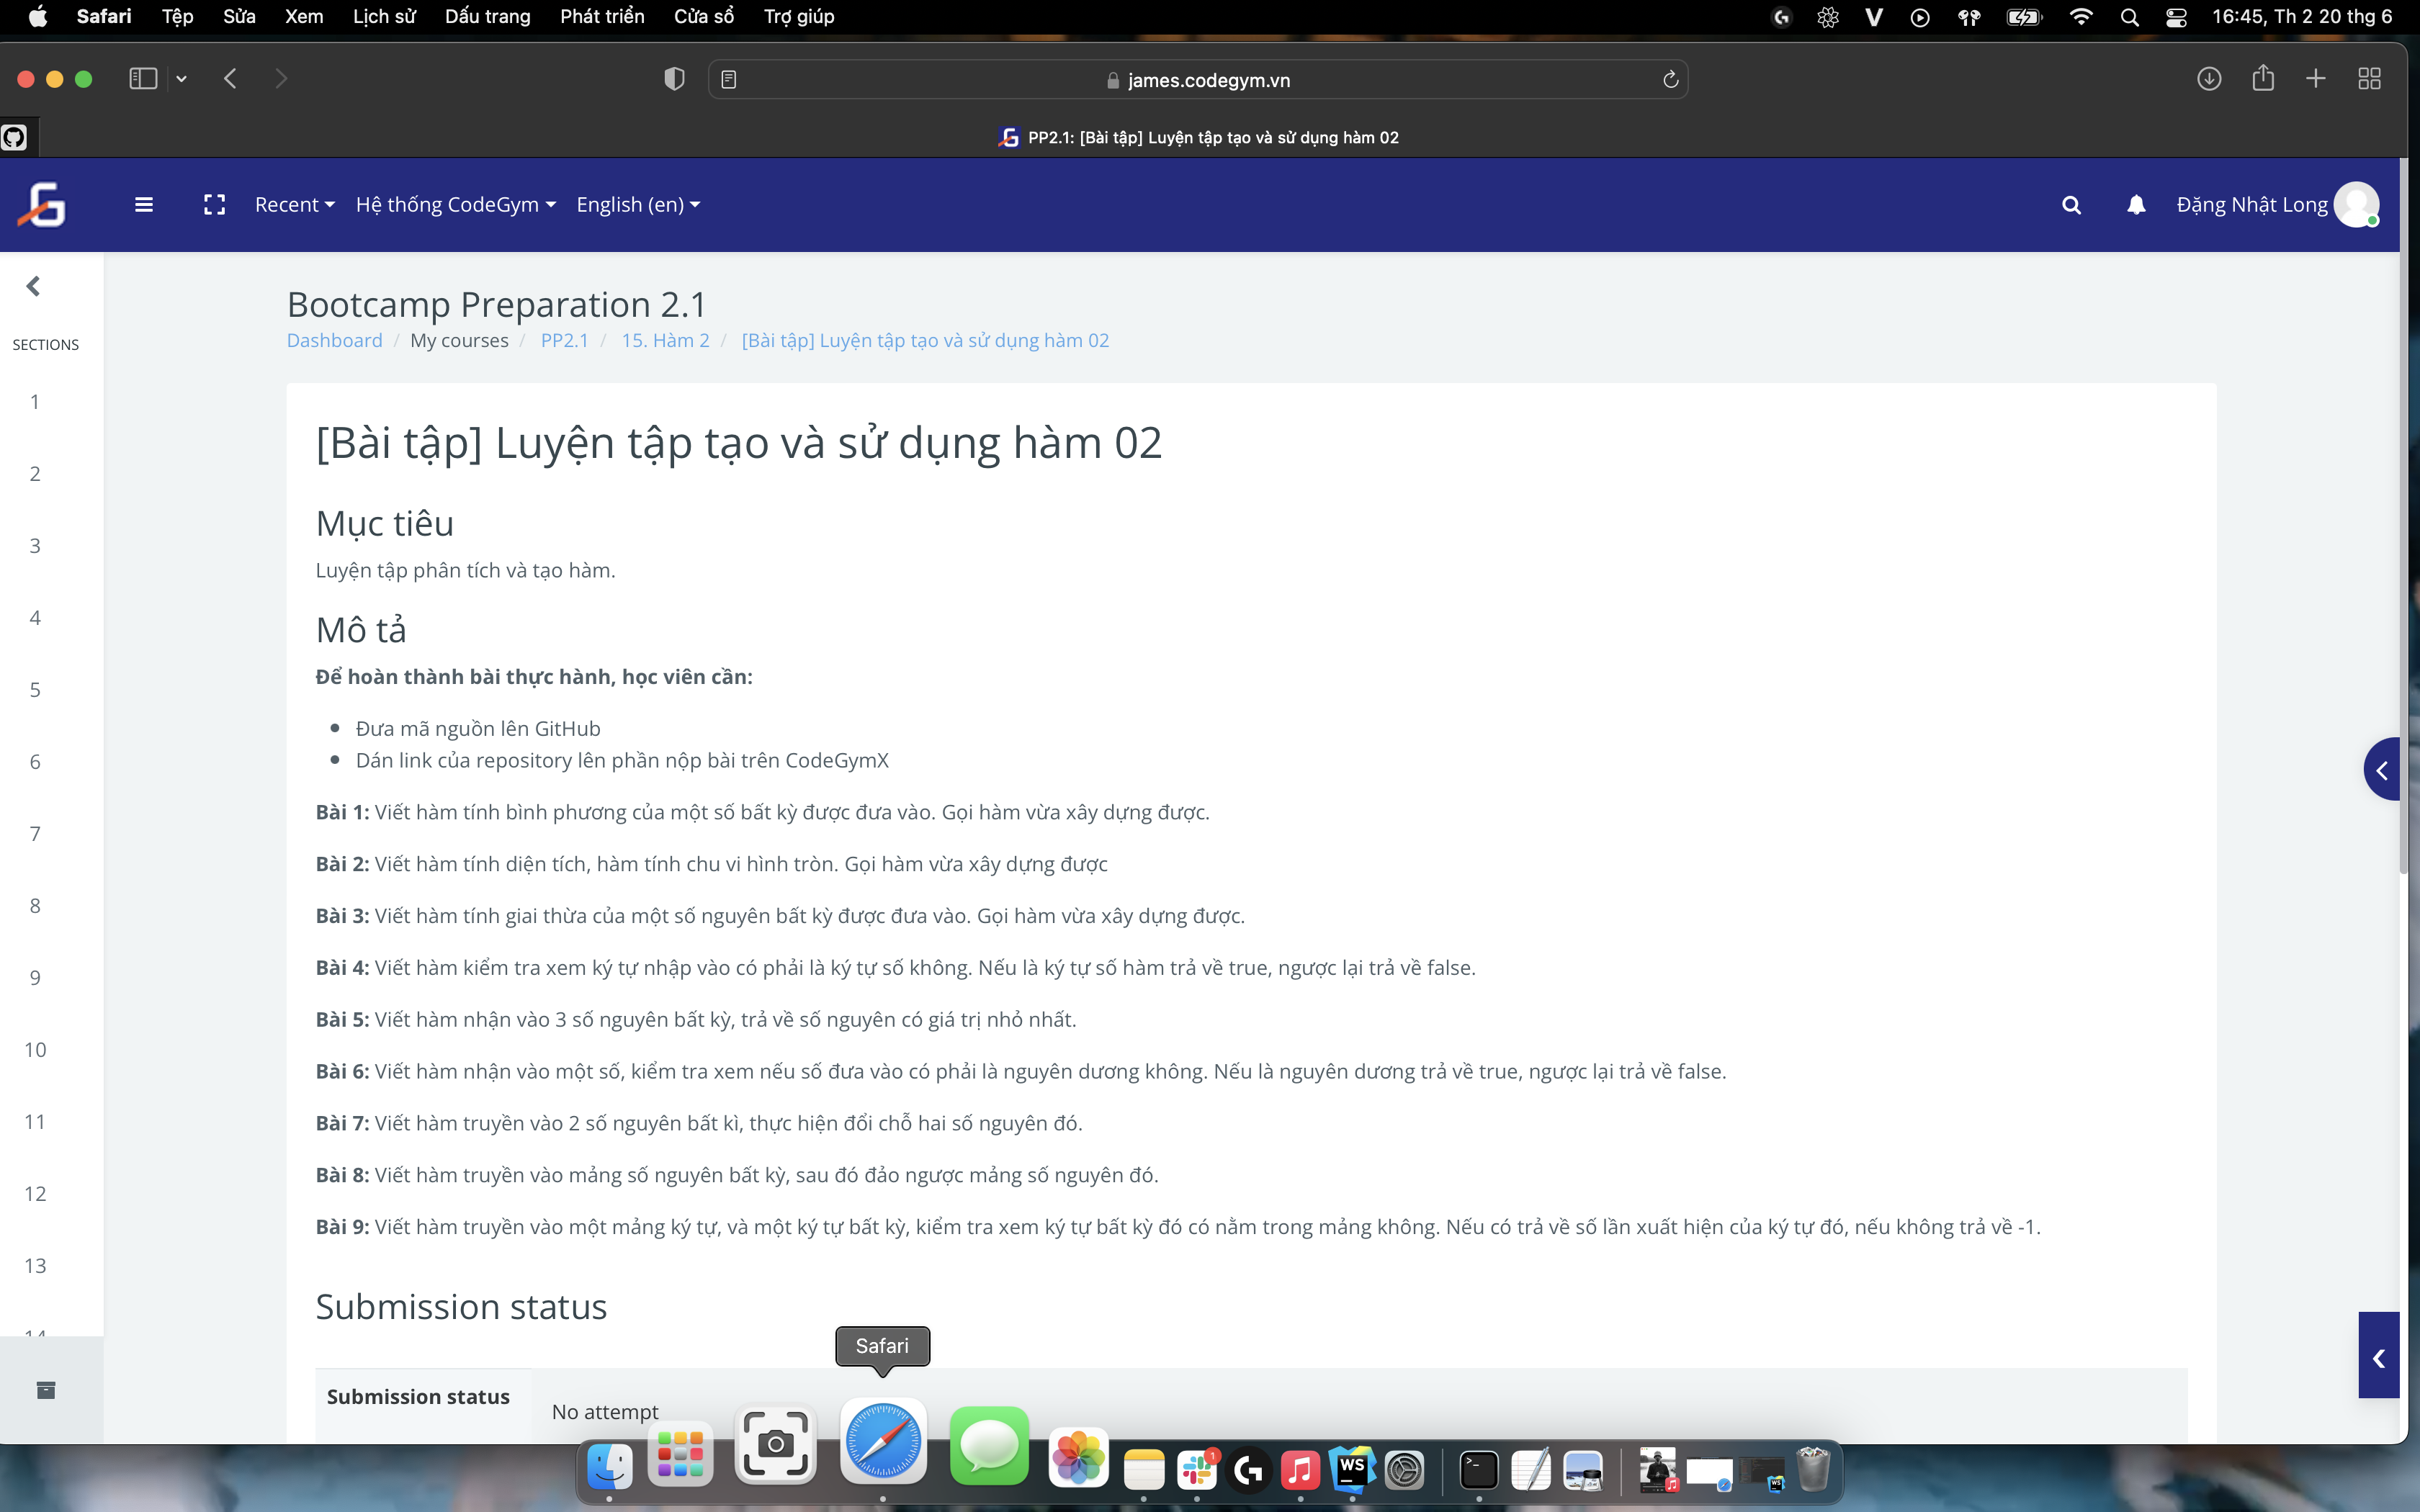 Safari Tệp Sửa Xem Lịch sử Dấu trang Phát triển Cửa sổ Trợ giúp 16:45, Th 2 20 thg 6
james.codegym.vn
PP2.1: [Bài tập] Luyện tập tạo và sử dụng hàm 02
Recent Hệ thống CodeGym English (en) Đặng Nhật Long
Bootcamp Preparation 2.1
Dashboard / My courses / PP2.1 / 15. Hàm 2 / [Bài tập] Luyện tập tạo và sử dụng hàm 02
SECTIONS
1
2
3
4
5
6
7
8
9
10
11
12
13
14
[Bài tập] Luyện tập tạo và sử dụng hàm 02
Mục tiêu
Luyện tập phân tích và tạo hàm.
Mô tả
Để hoàn thành bài thực hành, học viên cần:
Đưa mã nguồn lên GitHub
Dán link của repository lên phần nộp bài trên CodeGymX
Bài 1: Viết hàm tính bình phương của một số bất kỳ được đưa vào. Gọi hàm vừa xây dựng được.
Bài 2: Viết hàm tính diện tích, hàm tính chu vi hình tròn. Gọi hàm vừa xây dựng được
Bài 3: Viết hàm tính giai thừa của một số nguyên bất kỳ được đưa vào. Gọi hàm vừa xây dựng được.
Bài 4: Viết hàm kiểm tra xem ký tự nhập vào có phải là ký tự số không. Nếu là ký tự số hàm trả về true, ngược lại trả về false.
Bài 5: Viết hàm nhận vào 3 số nguyên bất kỳ, trả về số nguyên có giá trị nhỏ nhất.
Bài 6: Viết hàm nhận vào một số, kiểm tra xem nếu số đưa vào có phải là nguyên dương không. Nếu là nguyên dương trả về true, ngược lại trả về false.
Bài 7: Viết hàm truyền vào 2 số nguyên bất kì, thực hiện đổi chỗ hai số nguyên đó.
Bài 8: Viết hàm truyền vào mảng số nguyên bất kỳ, sau đó đảo ngược mảng số nguyên đó.
Bài 9: Viết hàm truyền vào một mảng ký tự, và một ký tự bất kỳ, kiểm tra xem ký tự bất kỳ đó có nằm trong mảng không. Nếu có trả về số lần xuất hiện của ký tự đó, nếu không trả về -1.
Submission status
Safari
Submission status
No attempt
1
WS